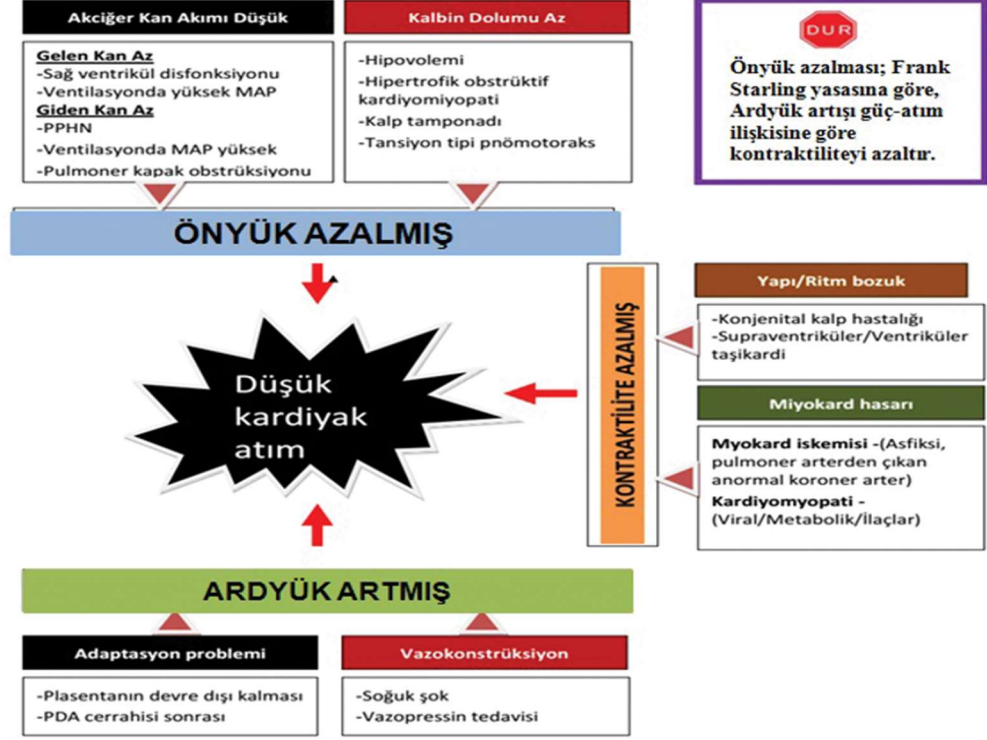 Akciğer Kan Akımı Düşük
Gelen Kan Az
-Sağ ventrikül disfonksiyonu
-Ventilasyonda yüksek MAP
Giden Kan Az
-PPHN
-Ventilasyonda MAP yüksek
-Pulmoner kapak obstrüksiyonu
Kalbin Dolumu Az
-Hipovolemi
-Hipertrofik obstrüktif
kardiyomiyopati
-Kalp tamponadı
-Tansiyon tipi pnömotoraks
DUR
Önyük azalması; Frank
Starling yasasına göre,
Ardyük artışı güç-atım
ilişkisine göre
kontraktiliteyi azaltır.
ÖNYÜK AZALMIŞ
Düşük
kardiyak
atım
KONTRAKTİLİTE AZALMIŞ
Yapı/Ritm bozuk
-Konjenital kalp hastalığı
-Supraventriküler/Ventriküler
taşikardi
Miyokard hasarı
Myokard iskemisi -(Asfiksi,
pulmoner arterden çıkan
anormal koroner arter)
Kardiyomyopati -
(Viral/Metabolik/İlaçlar)
ARDYÜK ARTMIŞ
Adaptasyon problemi
-Plasentanın devre dışı kalması
-PDA cerrahisi sonrası
Vazokonstrüksiyon
-Soğuk şok
-Vazopressin tedavisi